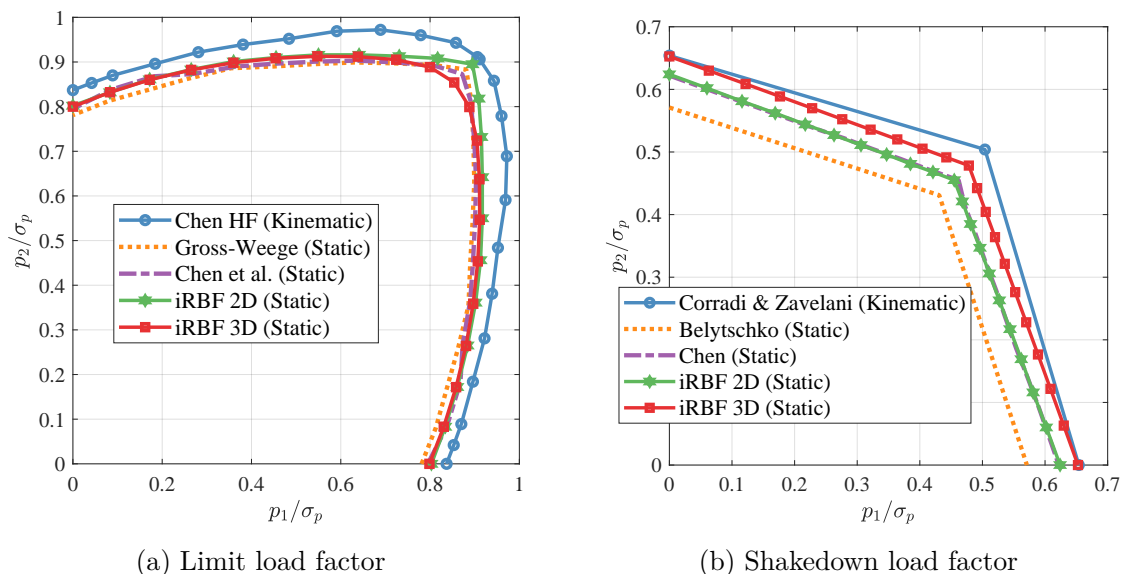 1
0.9
0.8
0.7
0.6
0.5
0.4
0.3
0.2
0.1
0
p₂/σₚ
Chen HF (Kinematic)
Gross-Weege (Static)
Chen et al. (Static)
iRBF 2D (Static)
iRBF 3D (Static)
0 0.2 0.4 0.6 0.8 1
p₁/σₚ
(a) Limit load factor
0.7
0.6
0.5
0.4
0.3
0
p₂/σₚ
Corradi & Zavelani (Kinematic)
Belytschko (Static)
Chen (Static)
iRBF 2D (Static)
iRBF 3D (Static)
0 0.1 0.2 0.3 0.4 0.5 0.6 0.7
p₁/σₚ
(b) Shakedown load factor